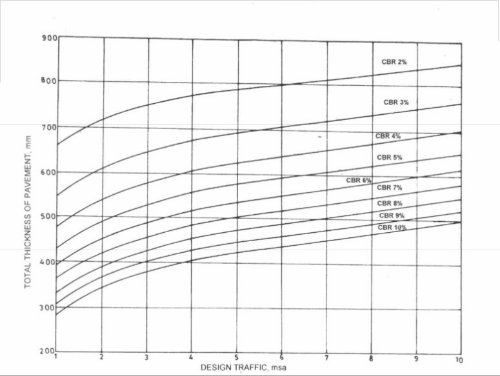 900
800
700
600
500
400
300
200
TOTAL THICKNESS OF PAVEMENT, mm
CBR 2%
CBR 3%
CBR 4%
CBR 5%
CBR 6%
CBR 7%
CBR 8%
CBR 9%
CBR 10%
1 2 3 4 5 6 7 8 9 10
DESIGN TRAFFIC, msa